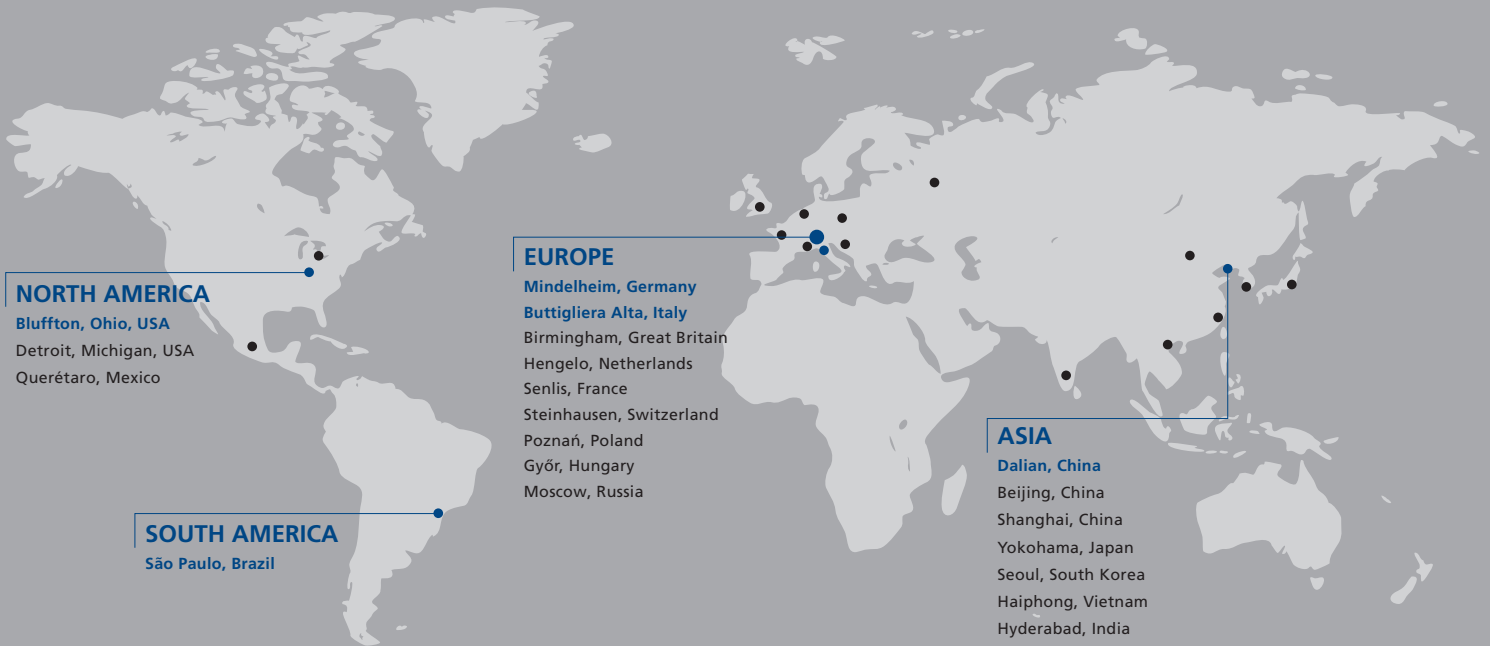 NORTH AMERICA
Bluffton, Ohio, USA
Detroit, Michigan, USA
Querétaro, Mexico
SOUTH AMERICA
São Paulo, Brazil
EUROPE
Mindelheim, Germany
Buttigliera Alta, Italy
Birmingham, Great Britain
Hengelo, Netherlands
Senlis, France
Steinhausen, Switzerland
Poznań, Poland
Győr, Hungary
Moscow, Russia
ASIA
Dalian, China
Beijing, China
Shanghai, China
Yokohama, Japan
Seoul, South Korea
Haiphong, Vietnam
Hyderabad, India